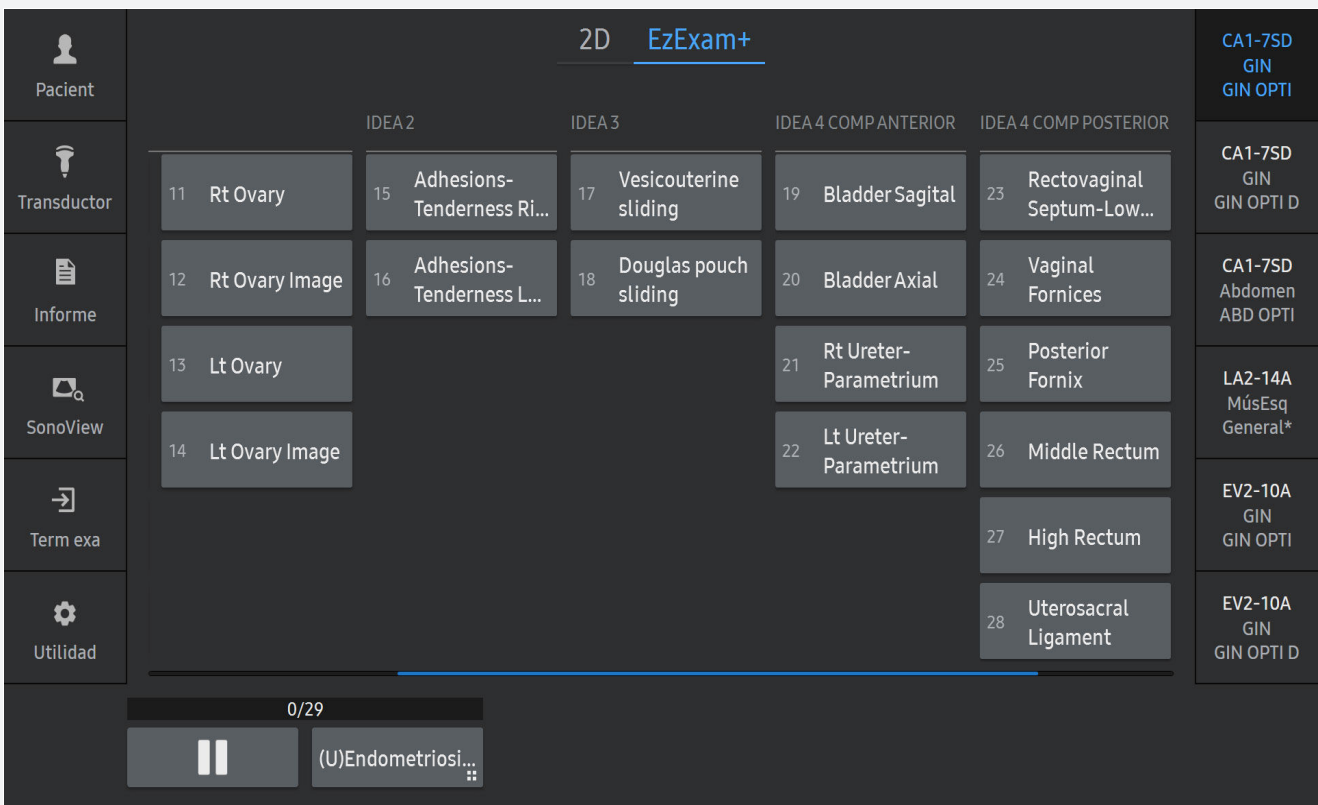 Pacient
Transductor
Informe
SonoView
Term exa
Utilidad
2D EzExam+
IDEA 2
IDEA 3
IDEA 4 COMP ANTERIOR
IDEA 4 COMP POSTERIOR
11 Rt Ovary
12 Rt Ovary Image
13 Lt Ovary
14 Lt Ovary Image
15 Adhesions-
Tenderness Ri...
16 Adhesions-
Tenderness L...
17 Vesicouterine
sliding
18 Douglas pouch
sliding
19 Bladder Sagital
20 Bladder Axial
21 Rt Ureter-
Parametrium
22 Lt Ureter-
Parametrium
23 Rectovaginal
Septum-Low...
24 Vaginal
Fornices
25 Posterior
Fornix
26 Middle Rectum
27 High Rectum
28 Uterosacral
Ligament
0/29
(U)Endometriosi...
CA1-7SD
GIN
GIN OPTI
CA1-7SD
GIN
GIN OPTI D
CA1-7SD
Abdomen
ABD OPTI
LA2-14A
MúsEsq
General*
EV2-10A
GIN
GIN OPTI
EV2-10A
GIN
GIN OPTI D